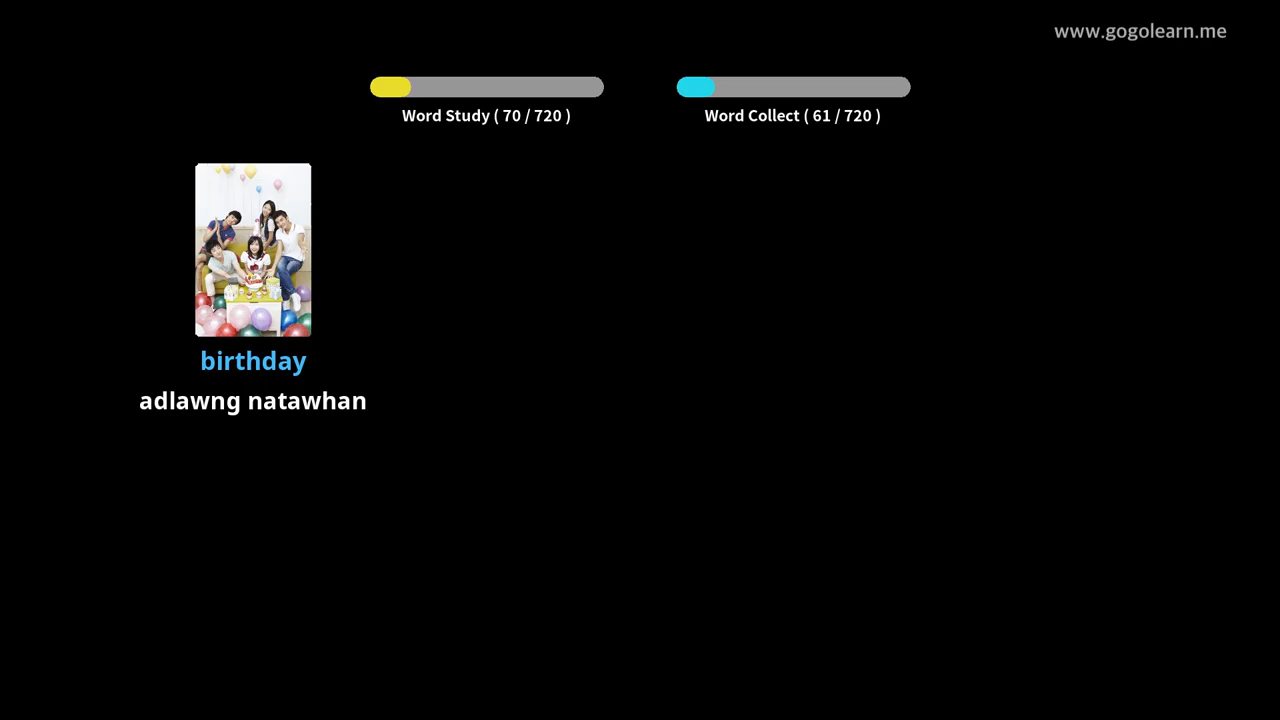 www.gogolearn.me
Word Study ( 70 / 720 )
Word Collect ( 61 / 720 )
birthday
adlawng natawhan